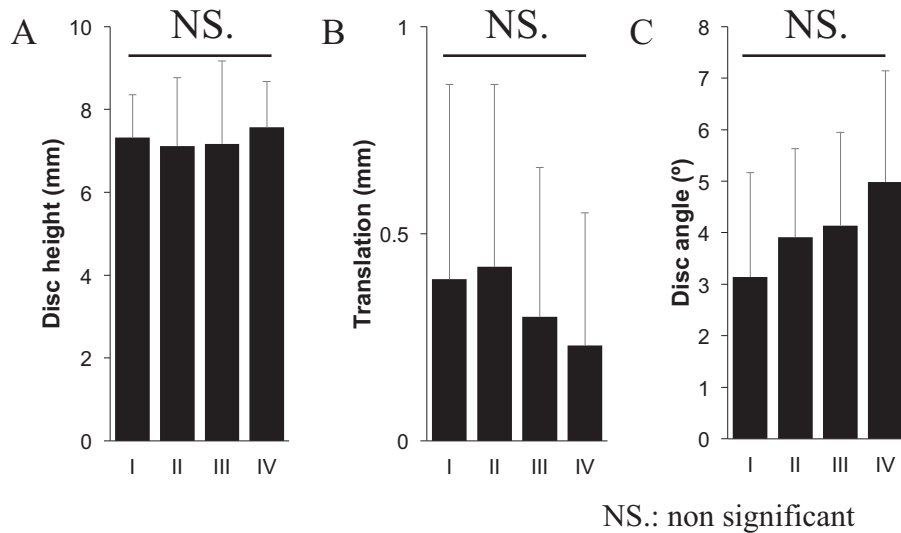 A
NS.
10
8
6
4
2
0
Disc height (mm)
I II III IV
B
NS.
1
0.5
0
Translation (mm)
I II III IV
C
NS.
8
7
6
5
4
3
2
1
0
Disc angle (º)
I II III IV
NS.: non significant